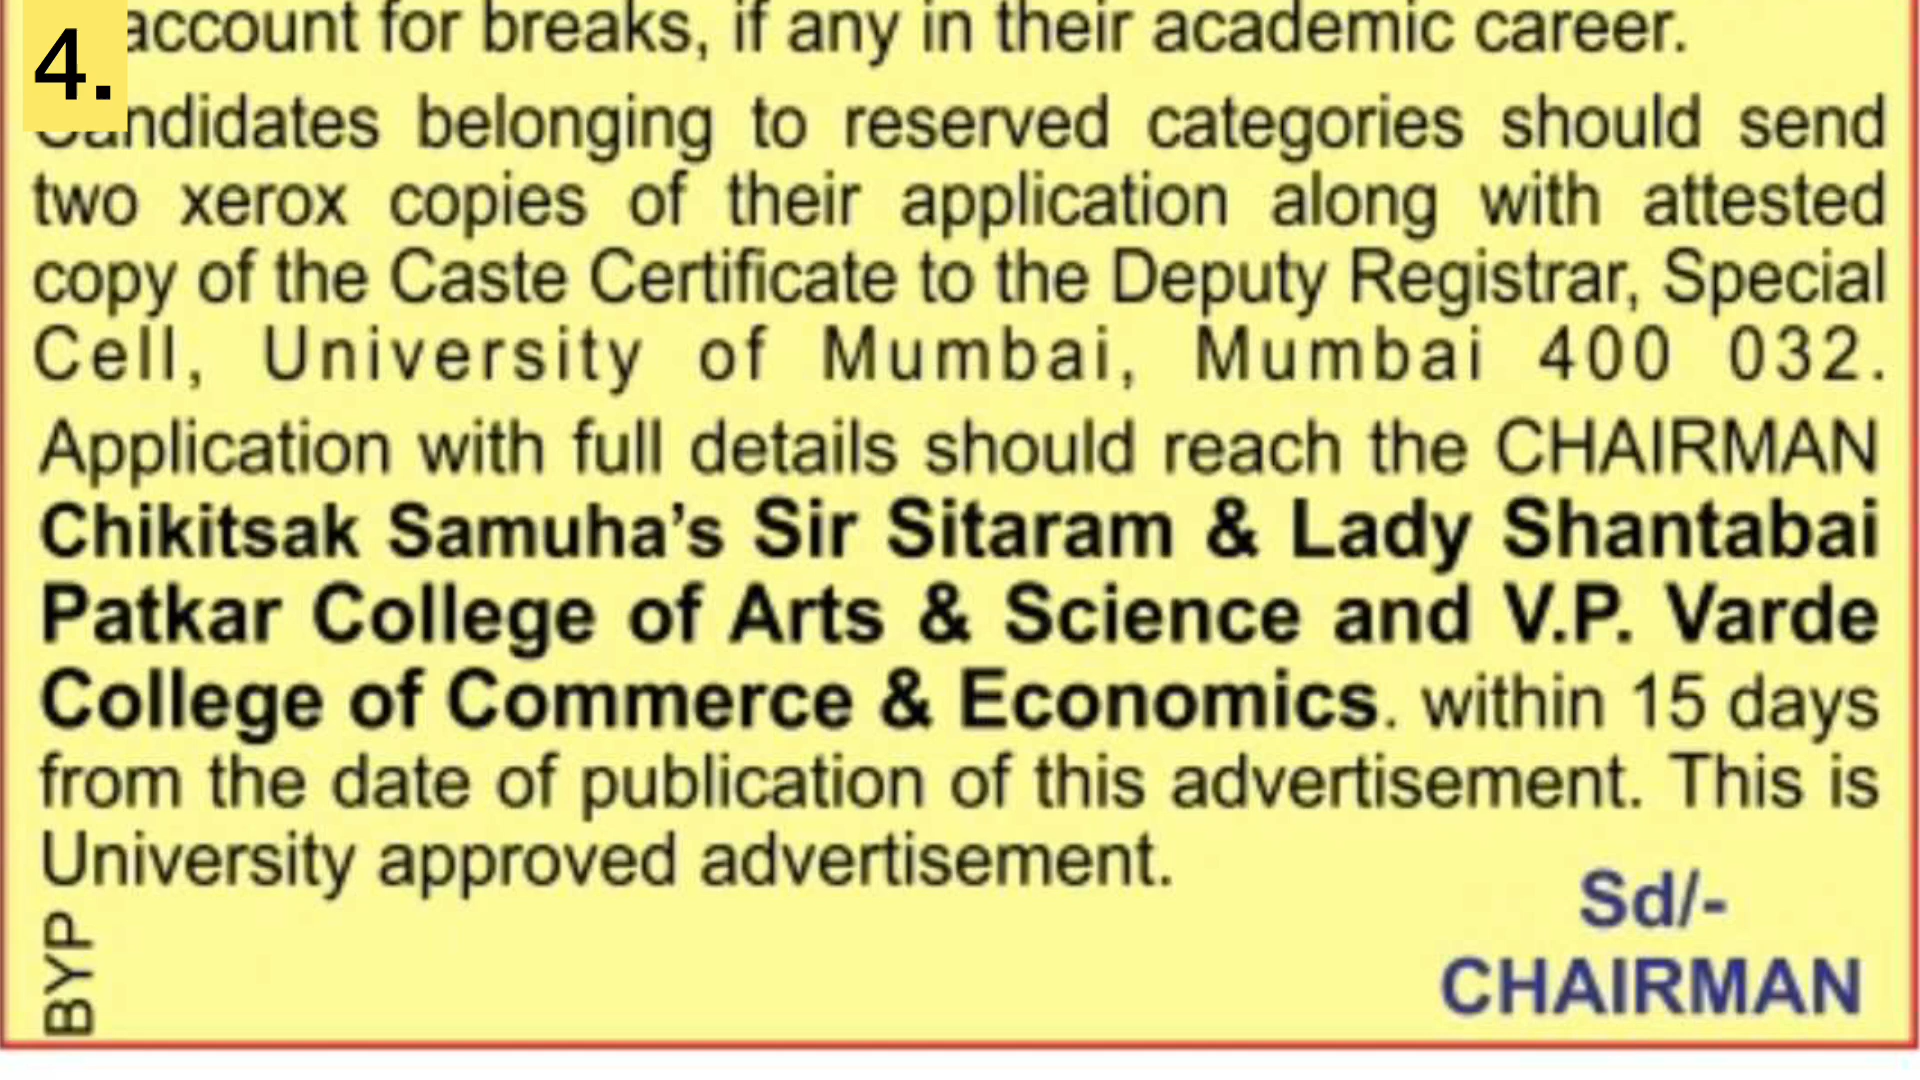 4.
account for breaks, if any in their academic career.
Candidates belonging to reserved categories should send
two xerox copies of their application along with attested
copy of the Caste Certificate to the Deputy Registrar, Special
Cell, University of Mumbai, Mumbai 400 032.
Application with full details should reach the CHAIRMAN
Chikitsak Samuha's Sir Sitaram & Lady Shantabai
Patkar College of Arts & Science and V.P. Varde
College of Commerce & Economics. within 15 days
from the date of publication of this advertisement. This is
University approved advertisement.
Sd/-
CHAIRMAN
BYP